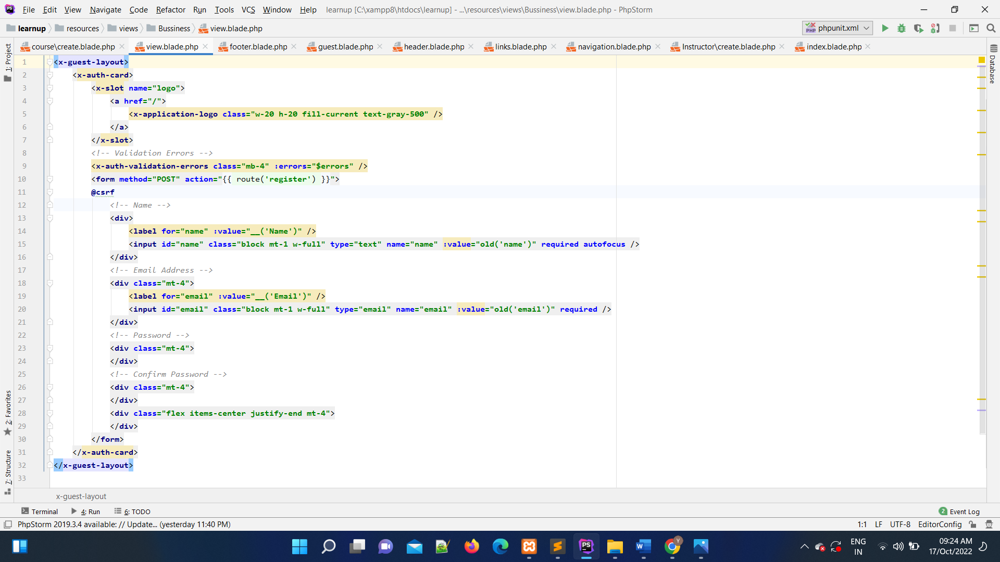 File Edit View Navigate Code Refactor Run Tools VCS Window Help learnup [C:\xampp8\htdocs\learnup] - ...\resources\views\Bussiness\view.blade.php - PhpStorm
learnup resources views Bussiness view.blade.php phpunit.xml
course\create.blade.php view.blade.php footer.blade.php guest.blade.php header.blade.php links.blade.php navigation.blade.php Instructor\create.blade.php index.blade.php
1: Project
2: Favorites
7: Structure
Database
1 <x-guest-layout>
2 <x-auth-card>
3 <x-slot name="logo">
4 <a href="/">
5 <x-application-logo class="w-20 h-20 fill-current text-gray-500" />
6 </a>
7 </x-slot>
8 <!-- Validation Errors -->
9 <x-auth-validation-errors class="mb-4" :errors="$errors" />
10 <form method="POST" action="{{ route('register') }}">
11 @csrf
12 <!-- Name -->
13 <div>
14 <label for="name" :value="__('Name')" />
15 <input id="name" class="block mt-1 w-full" type="text" name="name" :value="old('name')" required autofocus />
16 </div>
17 <!-- Email Address -->
18 <div class="mt-4">
19 <label for="email" :value="__('Email')" />
20 <input id="email" class="block mt-1 w-full" type="email" name="email" :value="old('email')" required />
21 </div>
22 <!-- Password -->
23 <div class="mt-4">
24 </div>
25 <!-- Confirm Password -->
26 <div class="mt-4">
27 </div>
28 <div class="flex items-center justify-end mt-4">
29 </div>
30 </form>
31 </x-auth-card>
32 </x-guest-layout>
33
x-guest-layout
Terminal 4: Run 6: TODO 2 Event Log
PhpStorm 2019.3.4 available: // Update... (yesterday 11:40 PM) 1:1 LF UTF-8 EditorConfig
ENG 09:24 AM
IN 17/Oct/2022